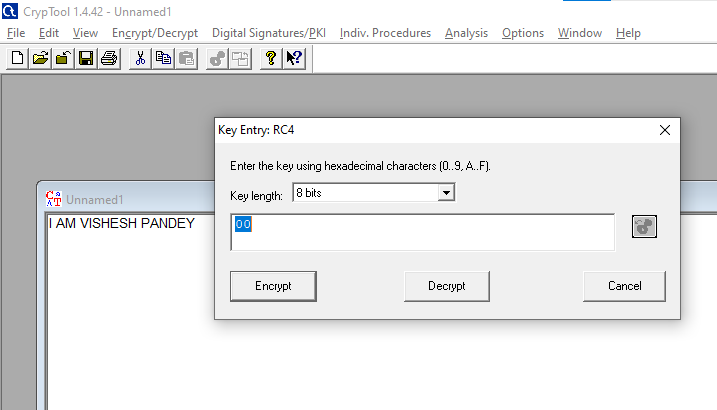 CrypTool 1.4.42 - Unnamed1
File Edit View Encrypt/Decrypt Digital Signatures/PKI Indiv. Procedures Analysis Options Window Help
Key Entry: RC4
Enter the key using hexadecimal characters (0..9, A..F).
Key length: 8 bits
Unnamed1
I AM VISHESH PANDEY
00
Encrypt Decrypt Cancel